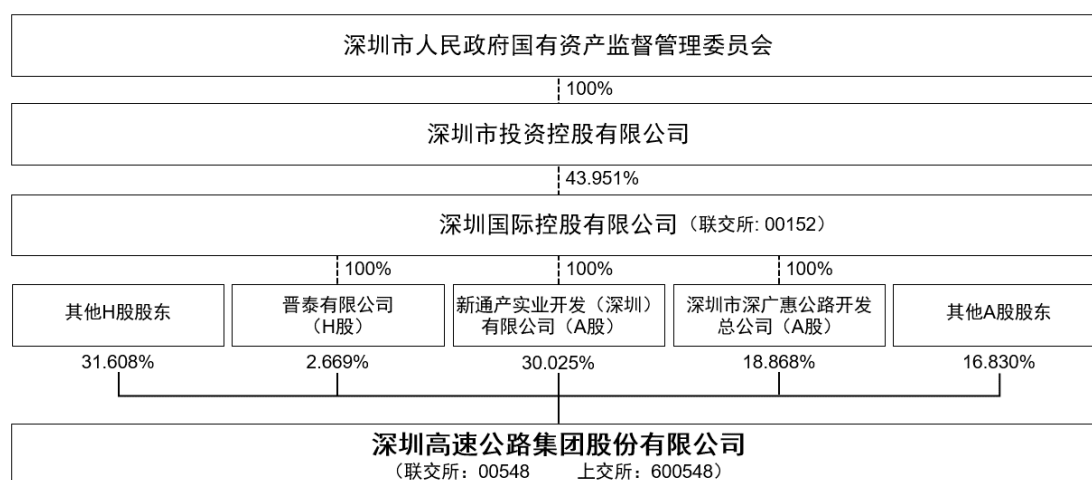 深圳市人民政府国有资产监督管理委员会
100%
深圳市投资控股有限公司
43.951%
深圳国际控股有限公司（联交所: 00152）
100%
100%
100%
其他H股股东
晋泰有限公司
（H股）
新通产实业开发（深圳）
有限公司（A股）
深圳市深广惠公路开发
总公司（A股）
其他A股股东
31.608%
2.669%
30.025%
18.868%
16.830%
深圳高速公路集团股份有限公司
（联交所：00548 上交所：600548）